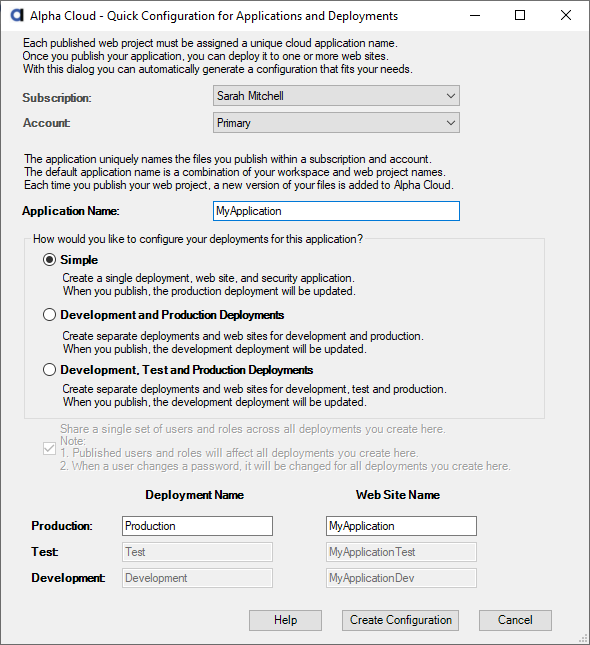 Alpha Cloud - Quick Configuration for Applications and Deployments
Each published web project must be assigned a unique cloud application name.
Once you publish your application, you can deploy it to one or more web sites.
With this dialog you can automatically generate a configuration that fits your needs.
Subscription: Sarah Mitchell
Account: Primary
The application uniquely names the files you publish within a subscription and account.
The default application name is a combination of your workspace and web project names.
Each time you publish your web project, a new version of your files is added to Alpha Cloud.
Application Name: MyApplication
How would you like to configure your deployments for this application?
Simple
Create a single deployment, web site, and security application.
When you publish, the production deployment will be updated.
Development and Production Deployments
Create separate deployments and web sites for development and production.
When you publish, the development deployment will be updated.
Development, Test and Production Deployments
Create separate deployments and web sites for development, test and production.
When you publish, the development deployment will be updated.
Share a single set of users and roles across all deployments you create here.
Note:
1. Published users and roles will affect all deployments you create here.
2. When a user changes a password, it will be changed for all deployments you create here.
Deployment Name Web Site Name
Production: Production MyApplication
Test: Test MyApplicationTest
Development: Development MyApplicationDev
Help Create Configuration Cancel